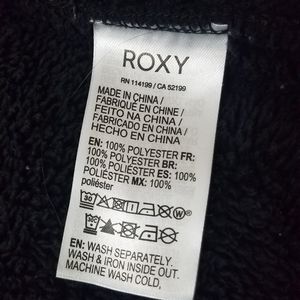 ROXY
RN 114199 / CA 52199
MADE IN CHINA /
FABRIQUÉ EN CHINE /
FEITO NA CHINA /
FABRICADO EN CHINA /
HECHO EN CHINA
EN: 100% POLYESTER FR:
100% POLYESTER BR:
100% POLIÉSTER ES: 100%
POLIÉSTER MX: 100%
poliéster
30
W
EN: WASH SEPARATELY.
WASH & IRON INSIDE OUT.
MACHINE WASH COLD.